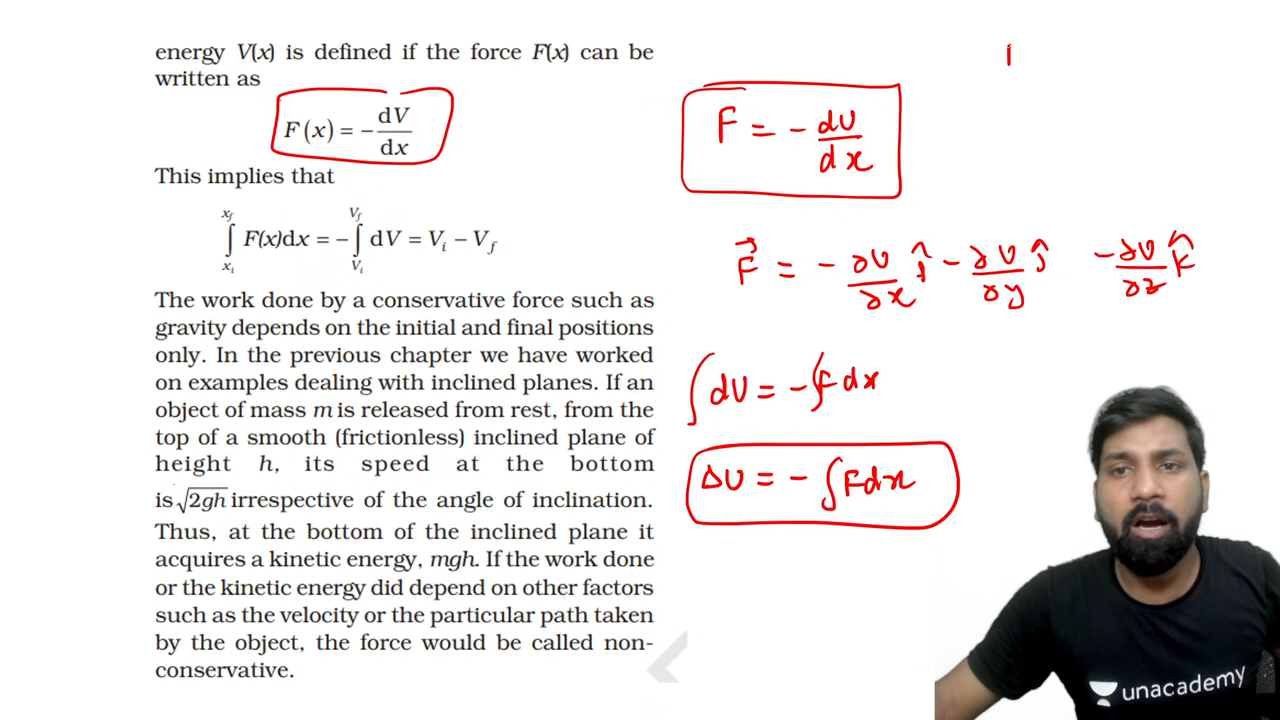 energy V(x) is defined if the force F(x) can be
written as
F(x) = - dV/dx
This implies that
∫_{x_i}^{x_f} F(x)dx = - ∫_{V_i}^{V_f} dV = V_i - V_f
The work done by a conservative force such as
gravity depends on the initial and final positions
only. In the previous chapter we have worked
on examples dealing with inclined planes. If an
object of mass m is released from rest, from the
top of a smooth (frictionless) inclined plane of
height h, its speed at the bottom
is √2gh irrespective of the angle of inclination.
Thus, at the bottom of the inclined plane it
acquires a kinetic energy, mgh. If the work done
or the kinetic energy did depend on other factors
such as the velocity or the particular path taken
by the object, the force would be called non-
conservative.
F = - dU/dx
F⃗ = - ∂U/∂x î - ∂U/∂y ĵ - ∂U/∂z k̂
∫ dU = - ∫ F dx
ΔU = - ∫ F dx
unacademy